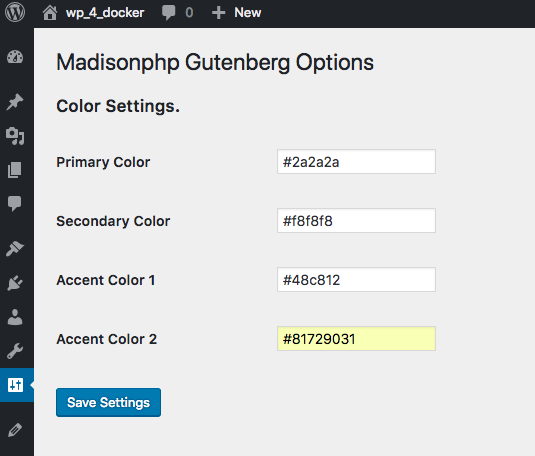 wp_4_docker 0 New
Madisonphp Gutenberg Options
Color Settings.
Primary Color #2a2a2a
Secondary Color #f8f8f8
Accent Color 1 #48c812
Accent Color 2 #81729031
Save Settings